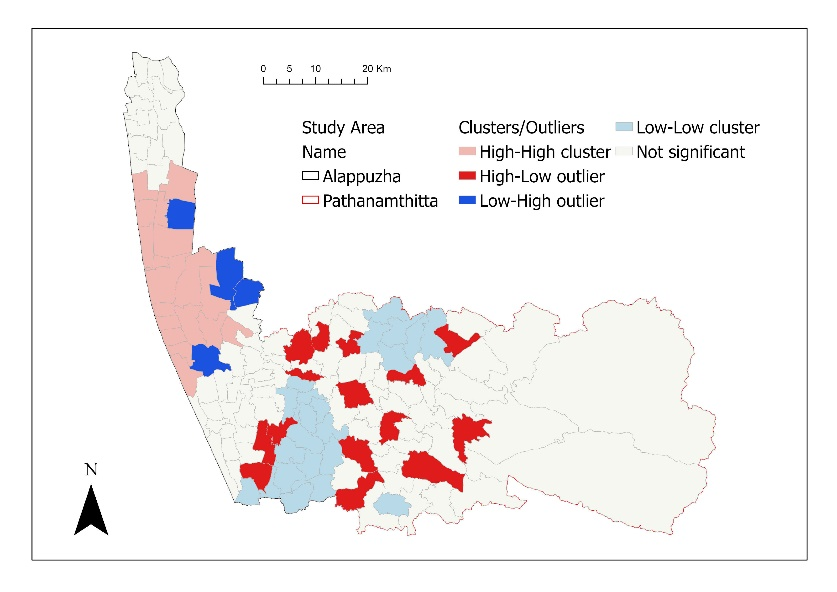 0 5 10 20 Km
Study Area Clusters/Outliers Low-Low cluster
Name High-High cluster Not significant
Alappuzha High-Low outlier
Pathanamthitta Low-High outlier
N